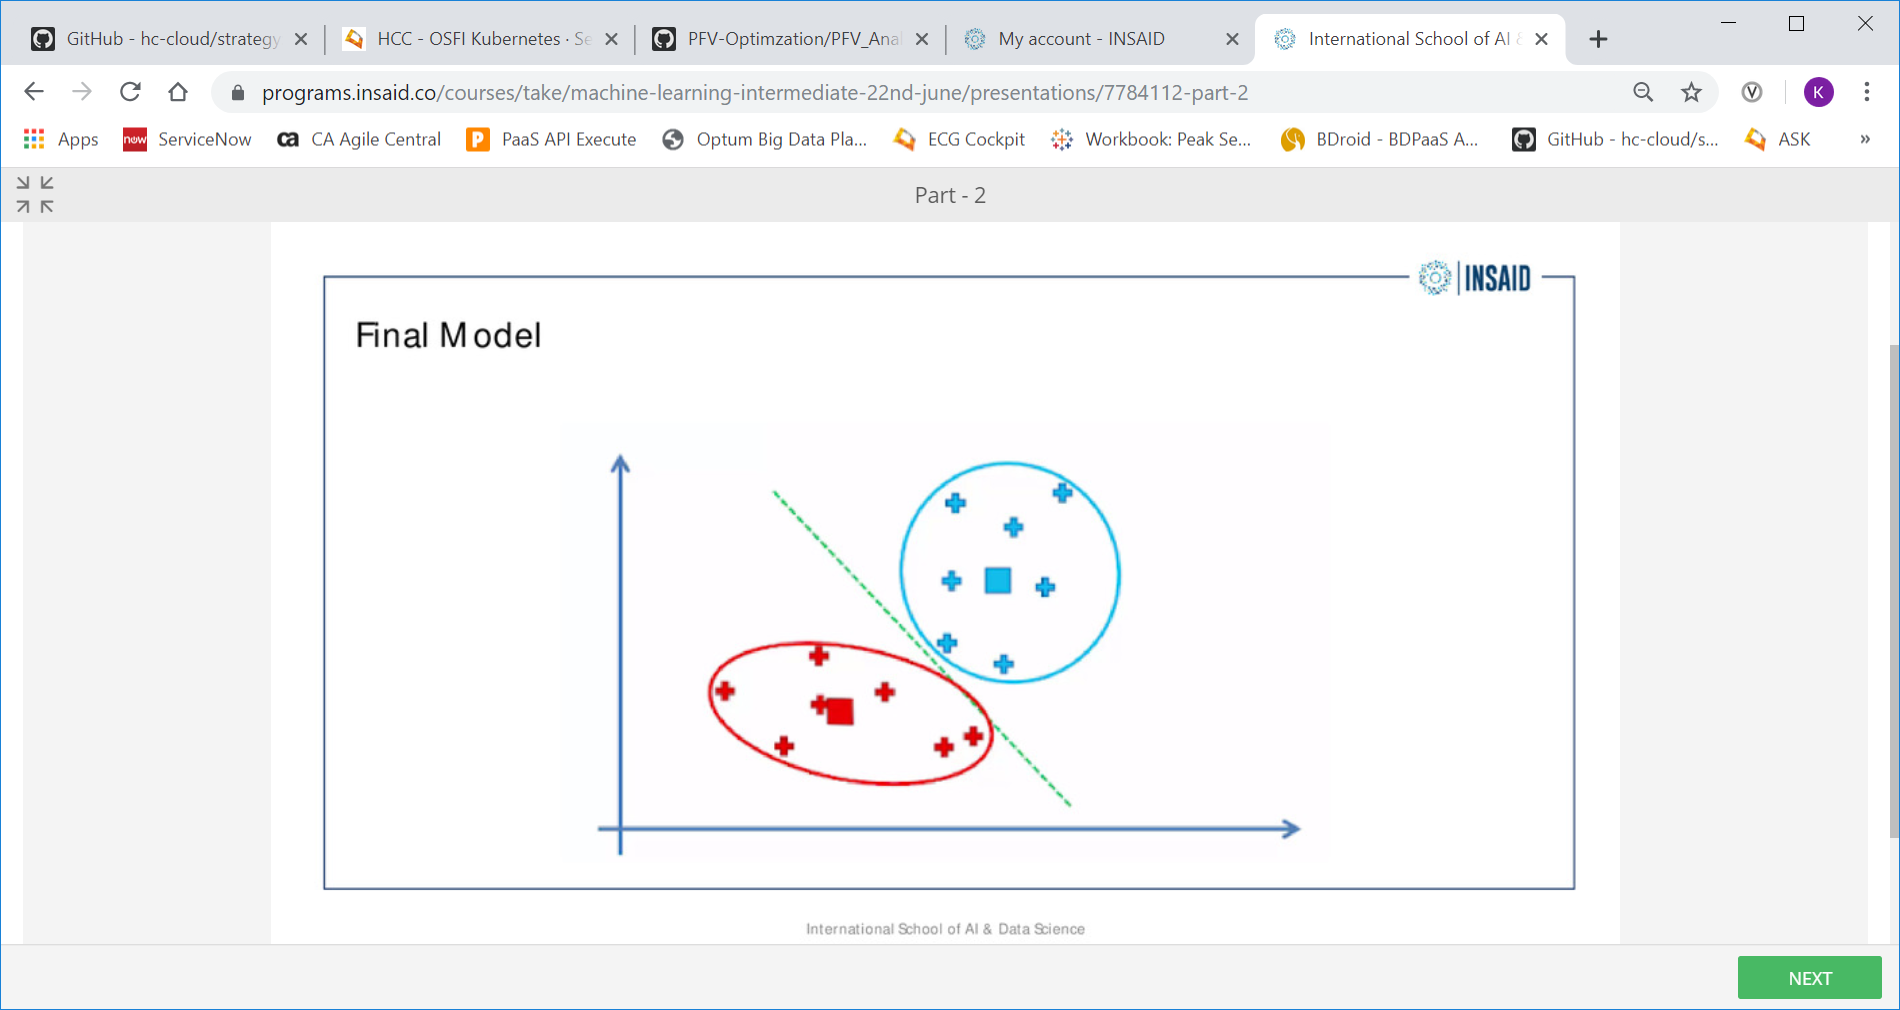 GitHub - hc-cloud/strategy
HCC - OSFI Kubernetes · Se
PFV-Optimzation/PFV_Anal
My account - INSAID
International School of AI &
K
programs.insaid.co/courses/take/machine-learning-intermediate-22nd-june/presentations/7784112-part-2
Apps
now ServiceNow
ca CA Agile Central
P PaaS API Execute
Optum Big Data Pla...
ECG Cockpit
Workbook: Peak Se...
BDroid - BDPaaS A...
GitHub - hc-cloud/s...
ASK
»
Part - 2
INSAID
Final Model
International School of AI & Data Science
NEXT